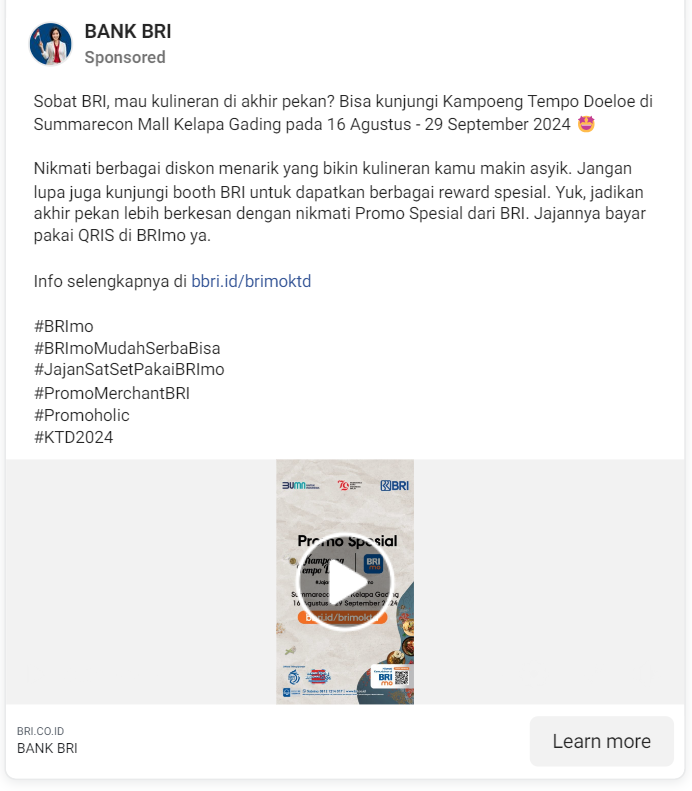 BANK BRI
Sponsored
Sobat BRI, mau kulineran di akhir pekan? Bisa kunjungi Kampoeng Tempo Doeloe di
Summarecon Mall Kelapa Gading pada 16 Agustus - 29 September 2024 🤩
Nikmati berbagai diskon menarik yang bikin kulineran kamu makin asyik. Jangan
lupa juga kunjungi booth BRI untuk dapatkan berbagai reward spesial. Yuk, jadikan
akhir pekan lebih berkesan dengan nikmati Promo Spesial dari BRI. Jajannya bayar
pakai QRIS di BRImo ya.
Info selengkapnya di bbri.id/brimoktd
#BRImo
#BRImoMudahSerbaBisa
#JajanSatSetPakaiBRImo
#PromoMerchantBRI
#Promoholic
#KTD2024
BUMN
BRI
Promo Spesial
BRI
mo
Kelapa Gading
16 Agustus - 29 September 2024
bbri.id/brimoktd
BRI
mo
BRI.CO.ID
BANK BRI
Learn more